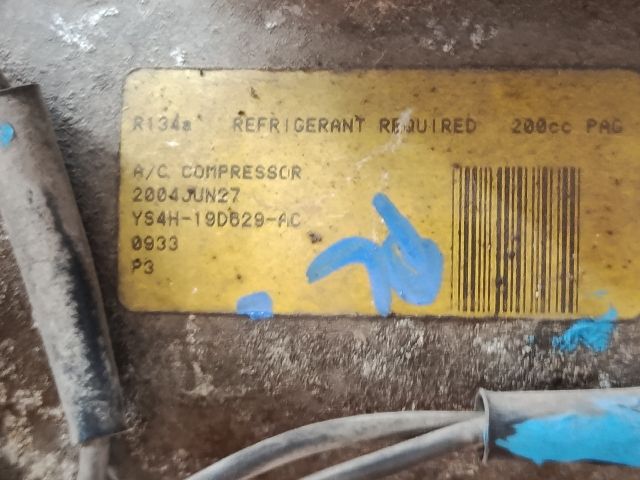 R134a REFRIGERANT REQUIRED 200cc PAG
A/C COMPRESSOR
2004JUN27
YS4H-19D629-AC
0933
P3